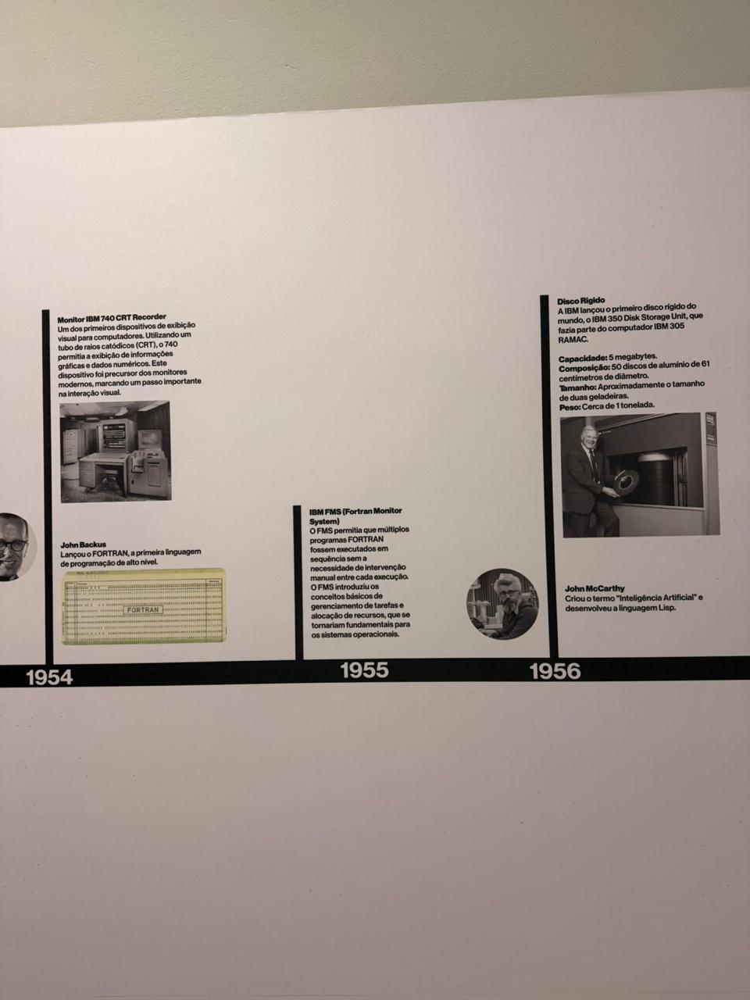 Monitor IBM 740 CRT Recorder
Um dos primeiros dispositivos de exibição
visual para computadores. Utilizando um
tubo de raios catódicos (CRT), o 740
permitia a exibição de informações
gráficas e dados numéricos. Este
dispositivo foi precursor dos monitores
modernos, marcando um passo importante
na interação visual.
John Backus
Lançou o FORTRAN, a primeira linguagem
de programação de alto nível.
FORTRAN
1954
IBM FMS (Fortran Monitor
System)
O FMS permitia que múltiplos
programas FORTRAN
fossem executados em
sequência sem a
necessidade de intervenção
manual entre cada execução.
O FMS introduziu os
conceitos básicos de
gerenciamento de tarefas e
alocação de recursos, que se
tornariam fundamentais para
os sistemas operacionais.
1955
Disco Rígido
A IBM lançou o primeiro disco rígido do
mundo, o IBM 350 Disk Storage Unit, que
fazia parte do computador IBM 305
RAMAC.
Capacidade: 5 megabytes.
Composição: 50 discos de alumínio de 61
centímetros de diâmetro.
Tamanho: Aproximadamente o tamanho
de duas geladeiras.
Peso: Cerca de 1 tonelada.
John McCarthy
Criou o termo "Inteligência Artificial" e
desenvolveu a linguagem Lisp.
1956